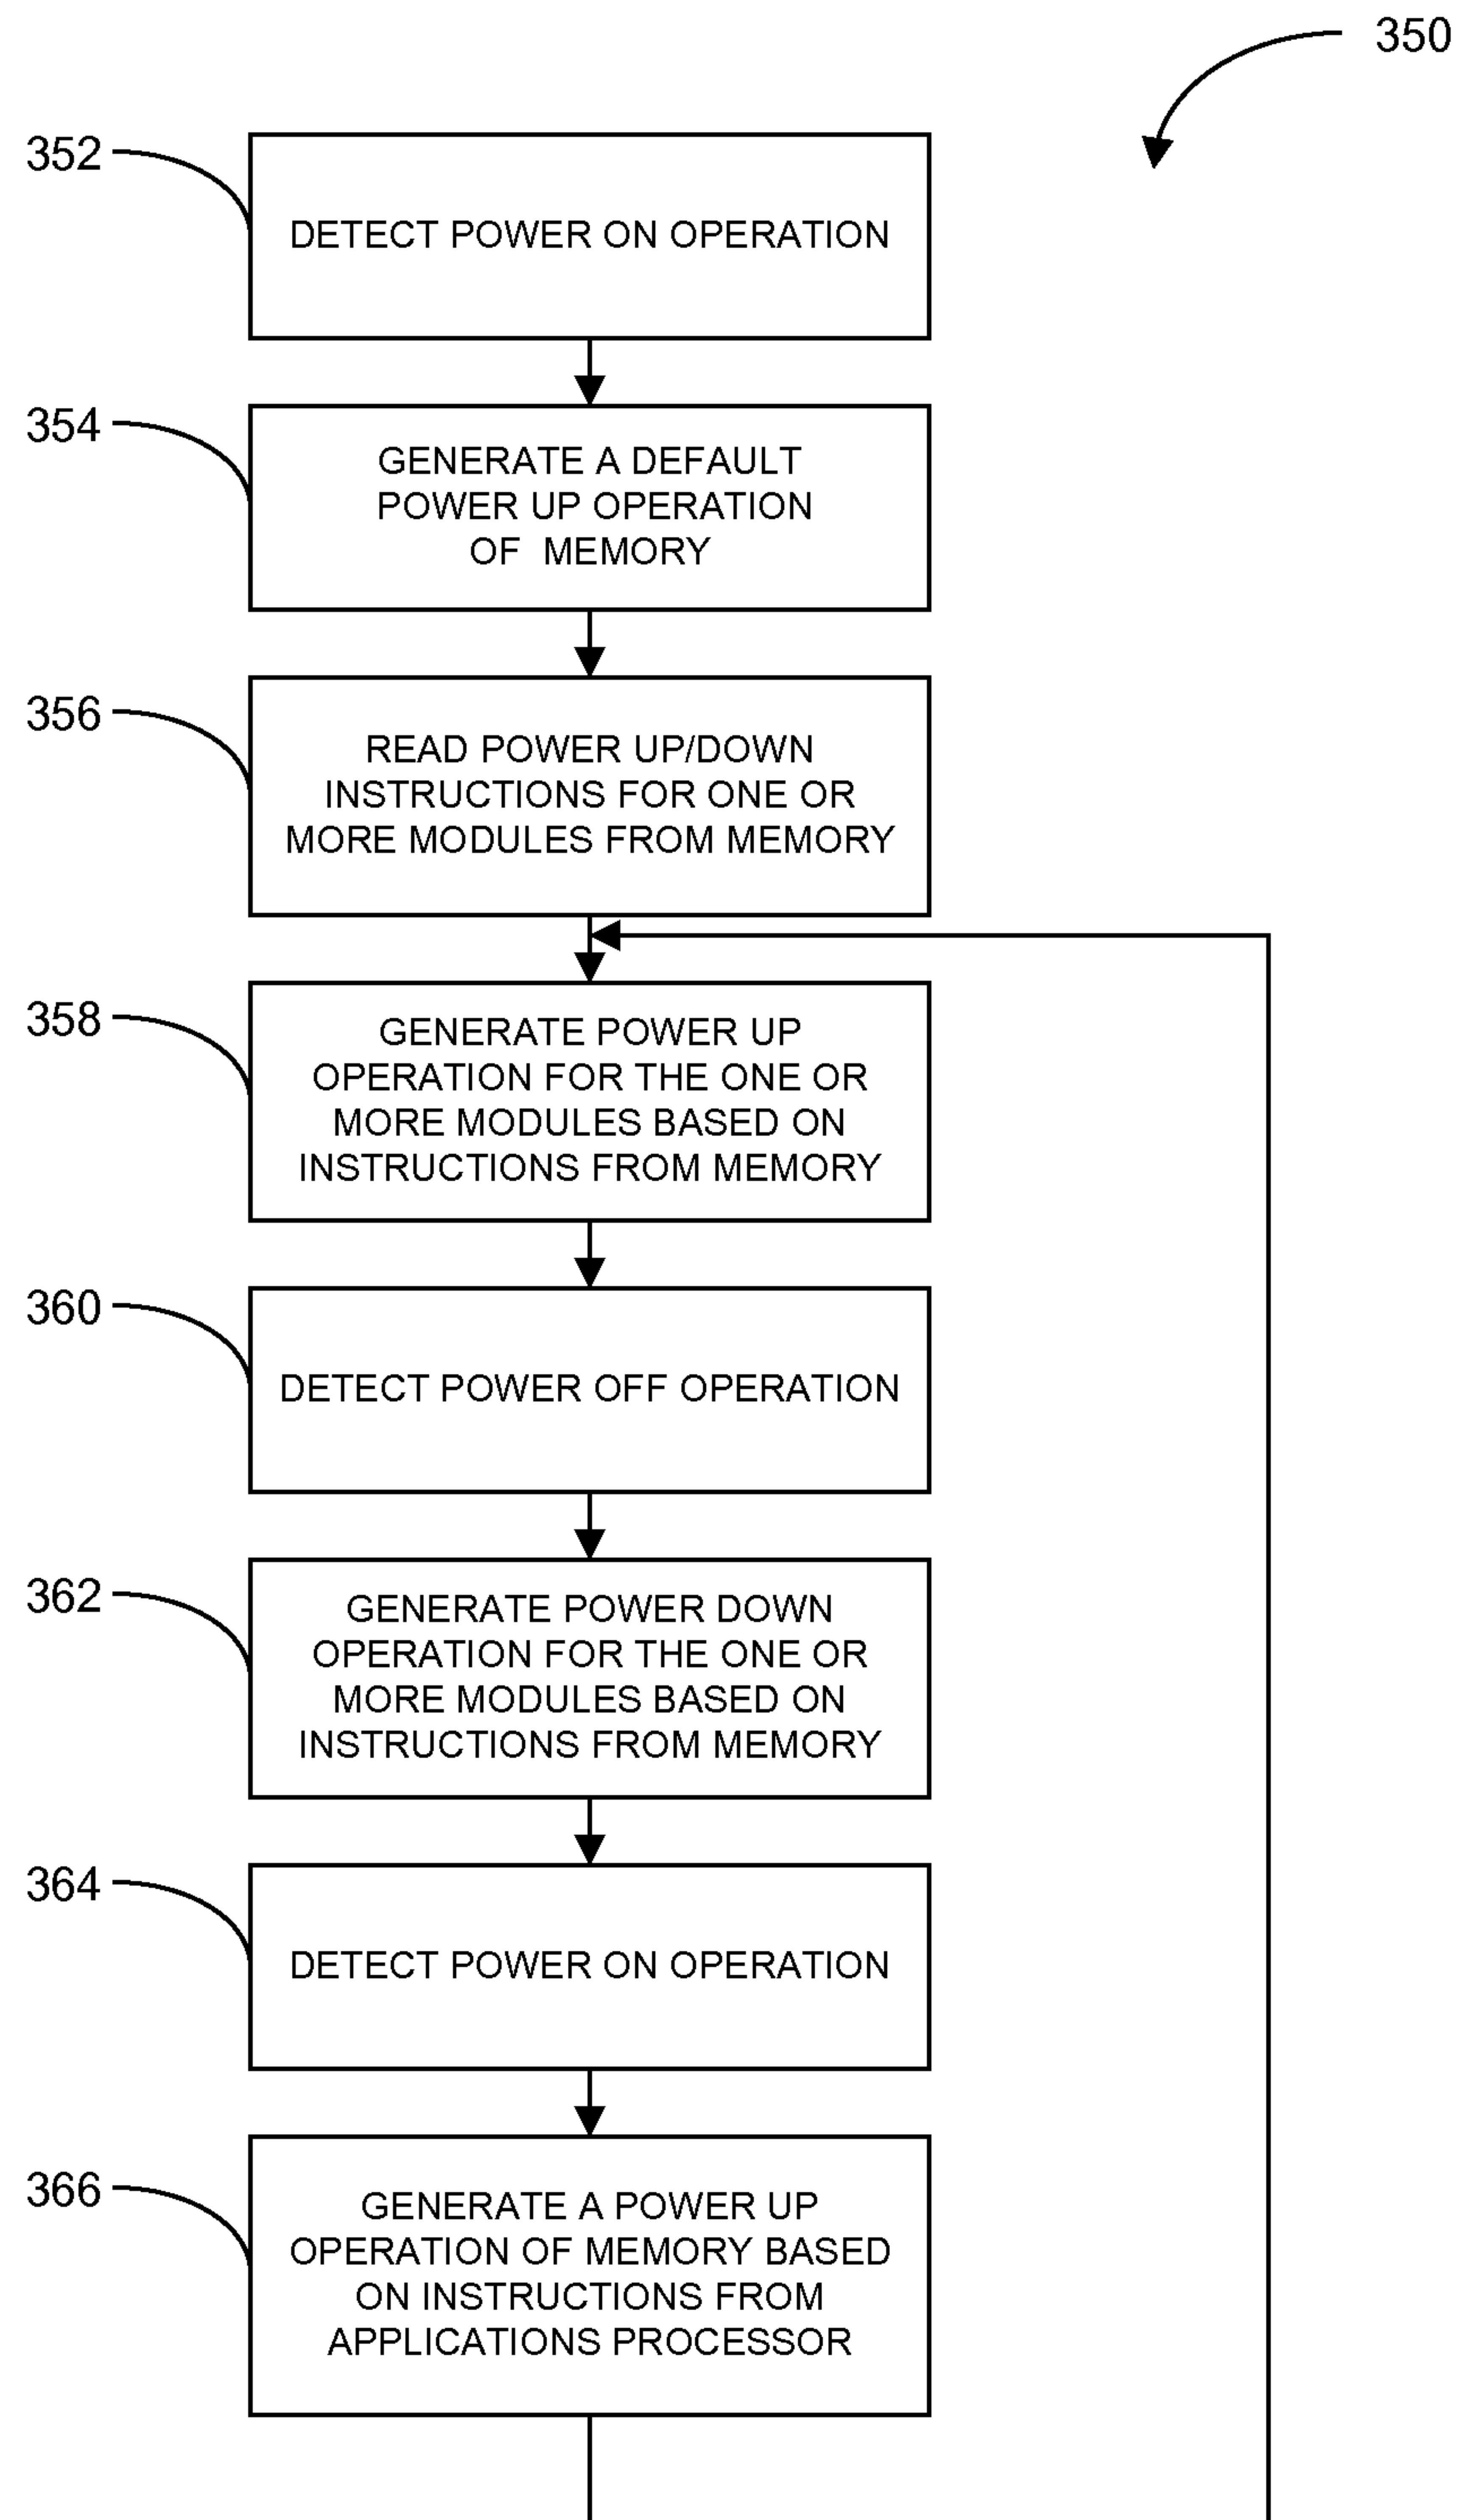 350
352
DETECT POWER ON OPERATION
354
GENERATE A DEFAULT
POWER UP OPERATION
OF MEMORY
356
READ POWER UP/DOWN
INSTRUCTIONS FOR ONE OR
MORE MODULES FROM MEMORY
358
GENERATE POWER UP
OPERATION FOR THE ONE OR
MORE MODULES BASED ON
INSTRUCTIONS FROM MEMORY
360
DETECT POWER OFF OPERATION
362
GENERATE POWER DOWN
OPERATION FOR THE ONE OR
MORE MODULES BASED ON
INSTRUCTIONS FROM MEMORY
364
DETECT POWER ON OPERATION
366
GENERATE A POWER UP
OPERATION OF MEMORY BASED
ON INSTRUCTIONS FROM
APPLICATIONS PROCESSOR